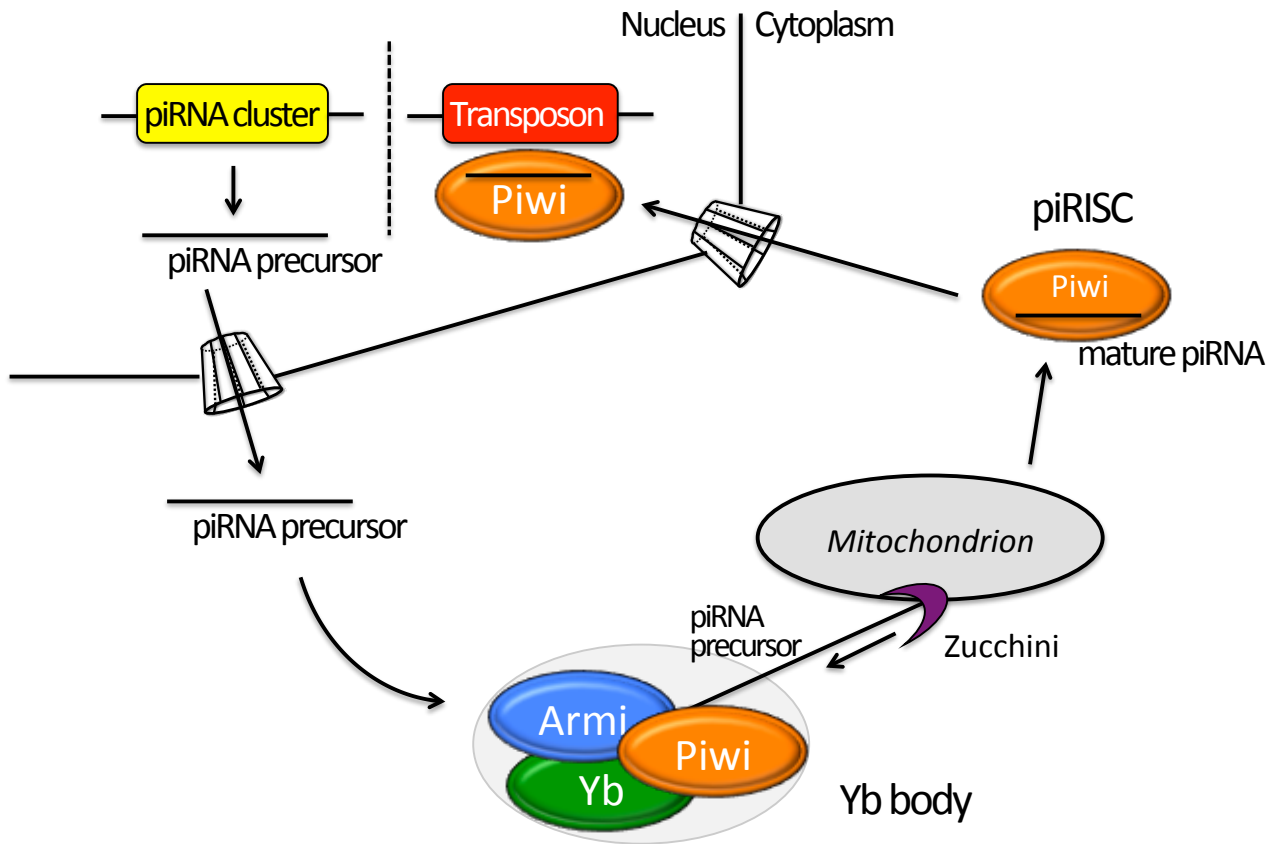 Nucleus
Cytoplasm
piRNA cluster
Transposon
Piwi
piRNA precursor
piRISC
Piwi
mature piRNA
piRNA precursor
Mitochondrion
piRNA
precursor
Zucchini
Armi
Piwi
Yb
Yb body